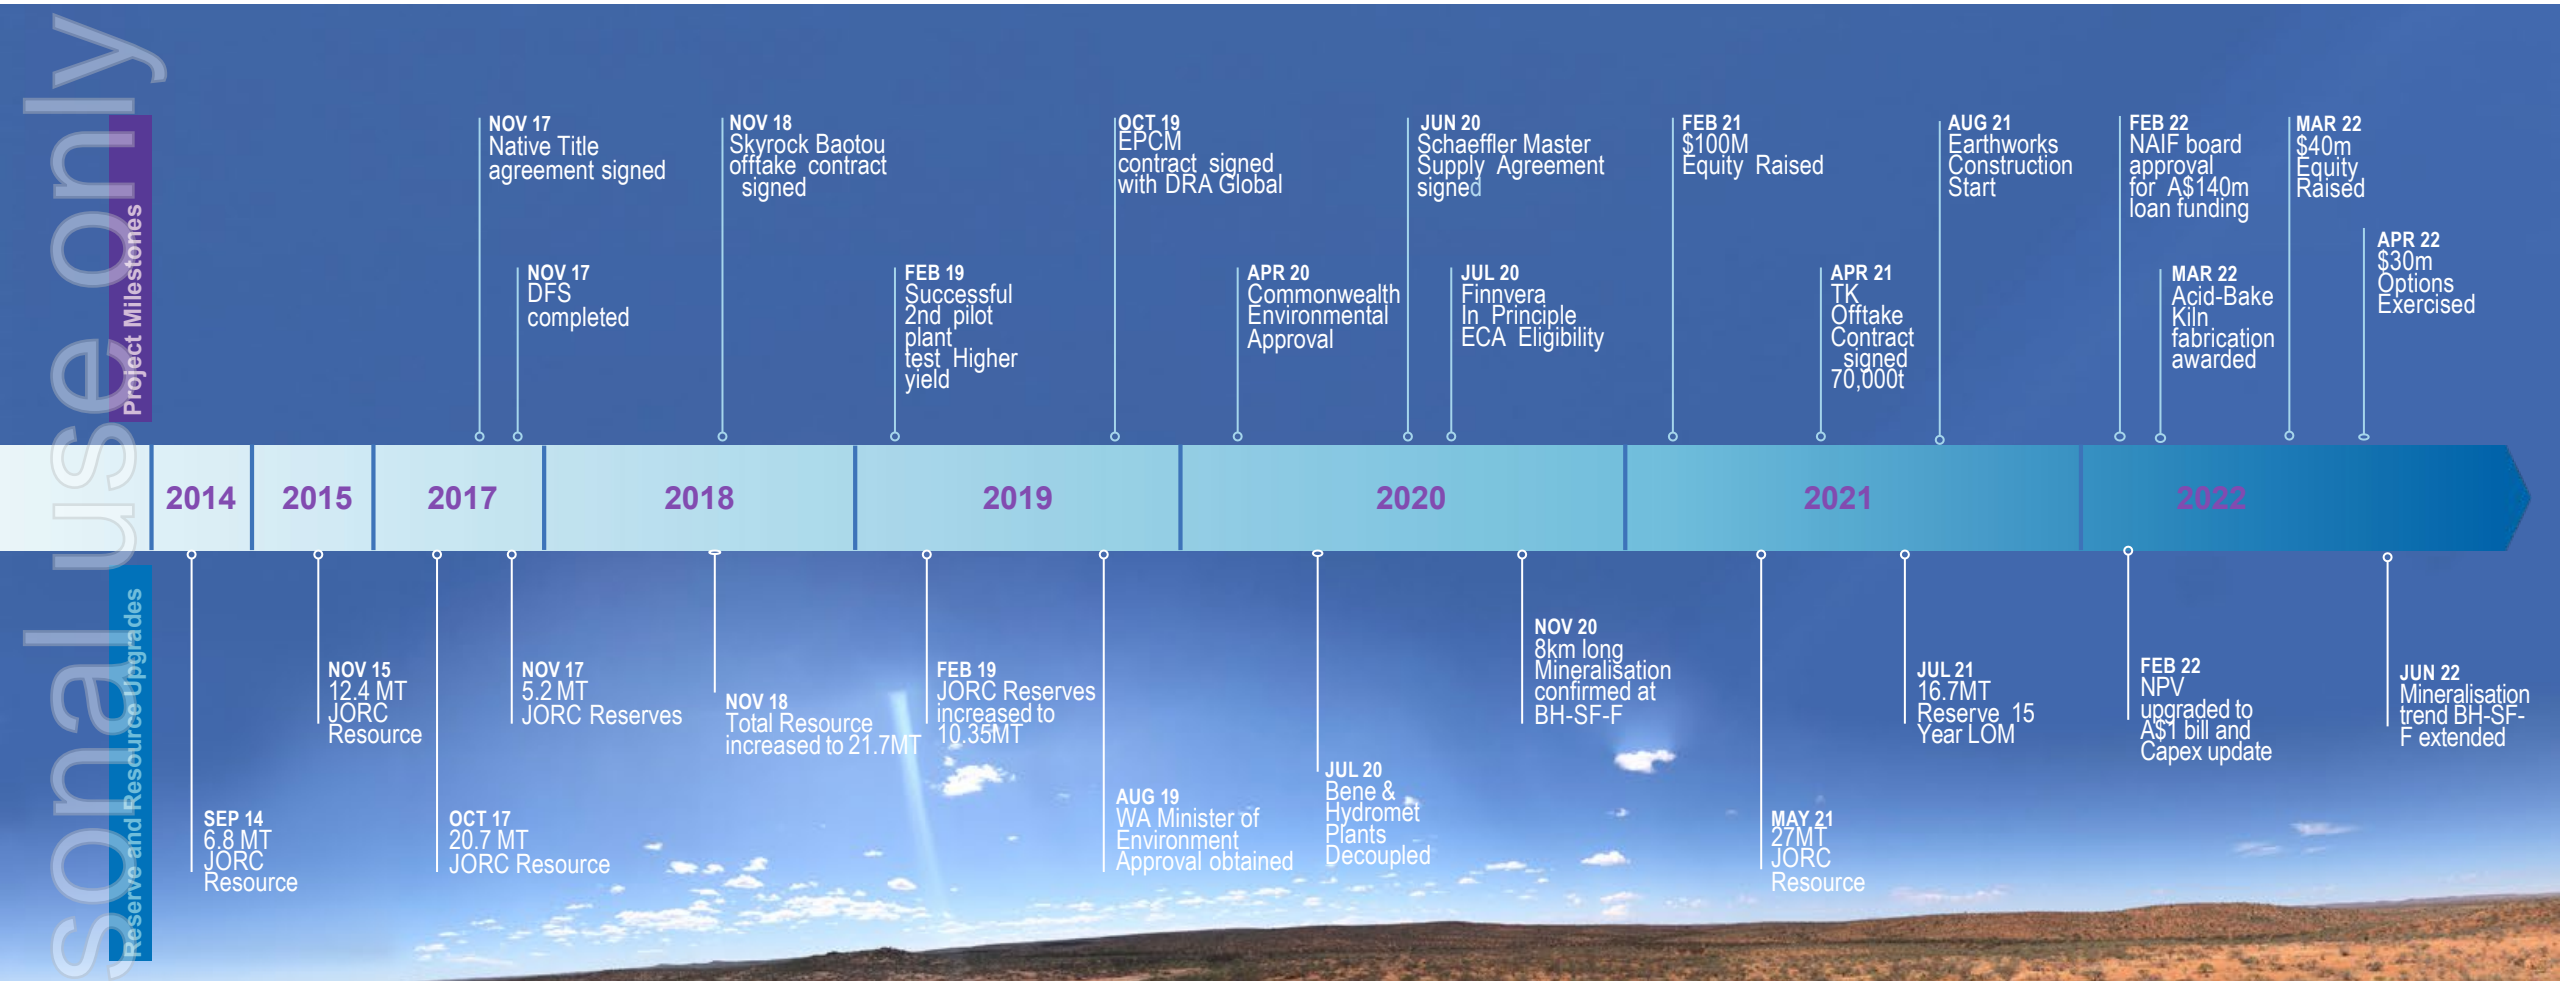 sonal use only
Project Milestones
NOV 17
Native Title
agreement signed
NOV 17
DFS
completed
NOV 18
Skyrock Baotou
offtake contract
signed
FEB 19
Successful
2nd pilot
plant
test Higher
yield
OCT 19
EPCM
contract signed
with DRA Global
APR 20
Commonwealth
Environmental
Approval
JUN 20
Schaeffler Master
Supply Agreement
signed
JUL 20
Finnvera
In Principle
ECA Eligibility
FEB 21
$100M
Equity Raised
APR 21
TK
Offtake
Contract
signed
70,000t
AUG 21
Earthworks
Construction
Start
FEB 22
NAIF board
approval
for A$140m
loan funding
MAR 22
Acid-Bake
Kiln
fabrication
awarded
MAR 22
$40m
Equity
Raised
APR 22
$30m
Options
Exercised
2014
2015
2017
2018
2019
2020
2021
2022
Reserve and Resource Upgrades
SEP 14
6.8 MT
JORC
Resource
NOV 15
12.4 MT
JORC
Resource
OCT 17
20.7 MT
JORC Resource
NOV 17
5.2 MT
JORC Reserves
NOV 18
Total Resource
increased to 21.7MT
FEB 19
JORC Reserves
increased to
10.35MT
AUG 19
WA Minister of
Environment
Approval obtained
JUL 20
Bene &
Hydromet
Plants
Decoupled
NOV 20
8km long
Mineralisation
confirmed at
BH-SF-F
MAY 21
27MT
JORC
Resource
JUL 21
16.7MT
Reserve 15
Year LOM
FEB 22
NPV
upgraded to
A$1 bill and
Capex update
JUN 22
Mineralisation
trend BH-SF-
F extended